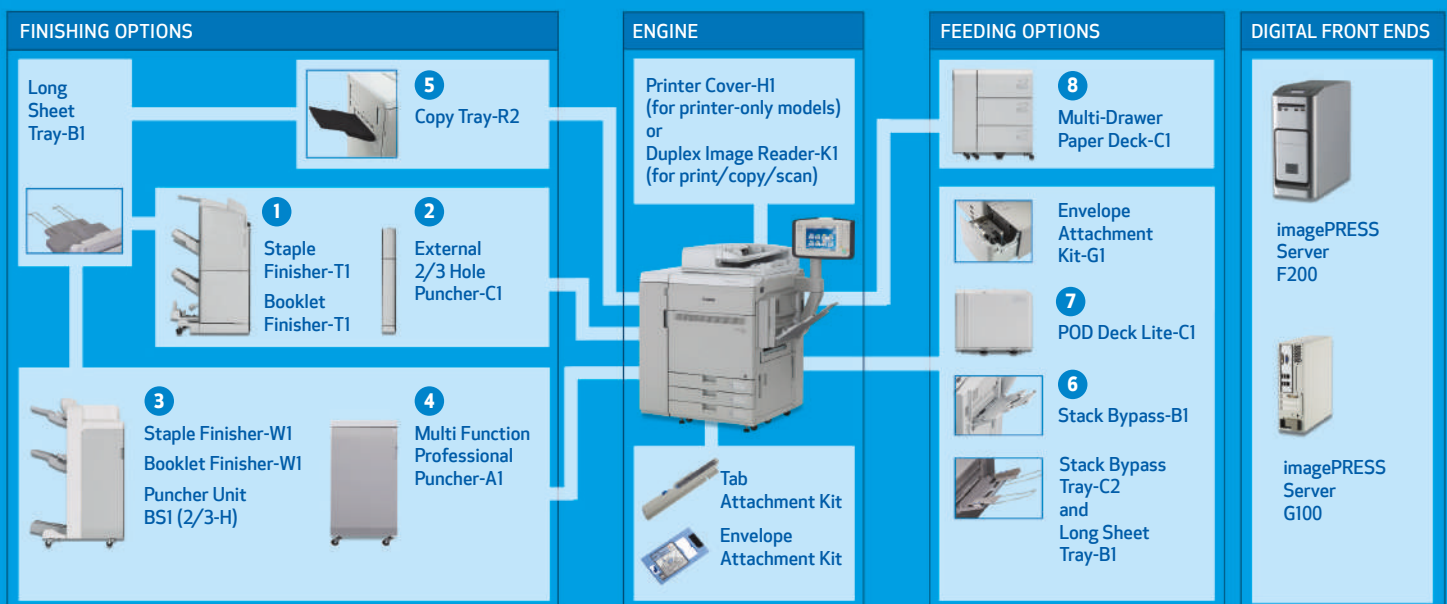 FINISHING OPTIONS
Long
Sheet
Tray-B1
5
Copy Tray-R2
1
Staple
Finisher-T1
Booklet
Finisher-T1
2
External
2/3 Hole
Puncher-C1
3
Staple Finisher-W1
Booklet Finisher-W1
Puncher Unit
BS1 (2/3-H)
4
Multi Function
Professional
Puncher-A1
ENGINE
Printer Cover-H1
(for printer-only models)
or
Duplex Image Reader-K1
(for print/copy/scan)
Canon
Tab
Attachment Kit
Envelope
Attachment Kit
FEEDING OPTIONS
8
Multi-Drawer
Paper Deck-C1
Envelope
Attachment
Kit-G1
7
POD Deck Lite-C1
6
Stack Bypass-B1
Stack Bypass
Tray-C2
and
Long Sheet
Tray-B1
DIGITAL FRONT ENDS
imagePRESS
Server
F200
imagePRESS
Server
G100